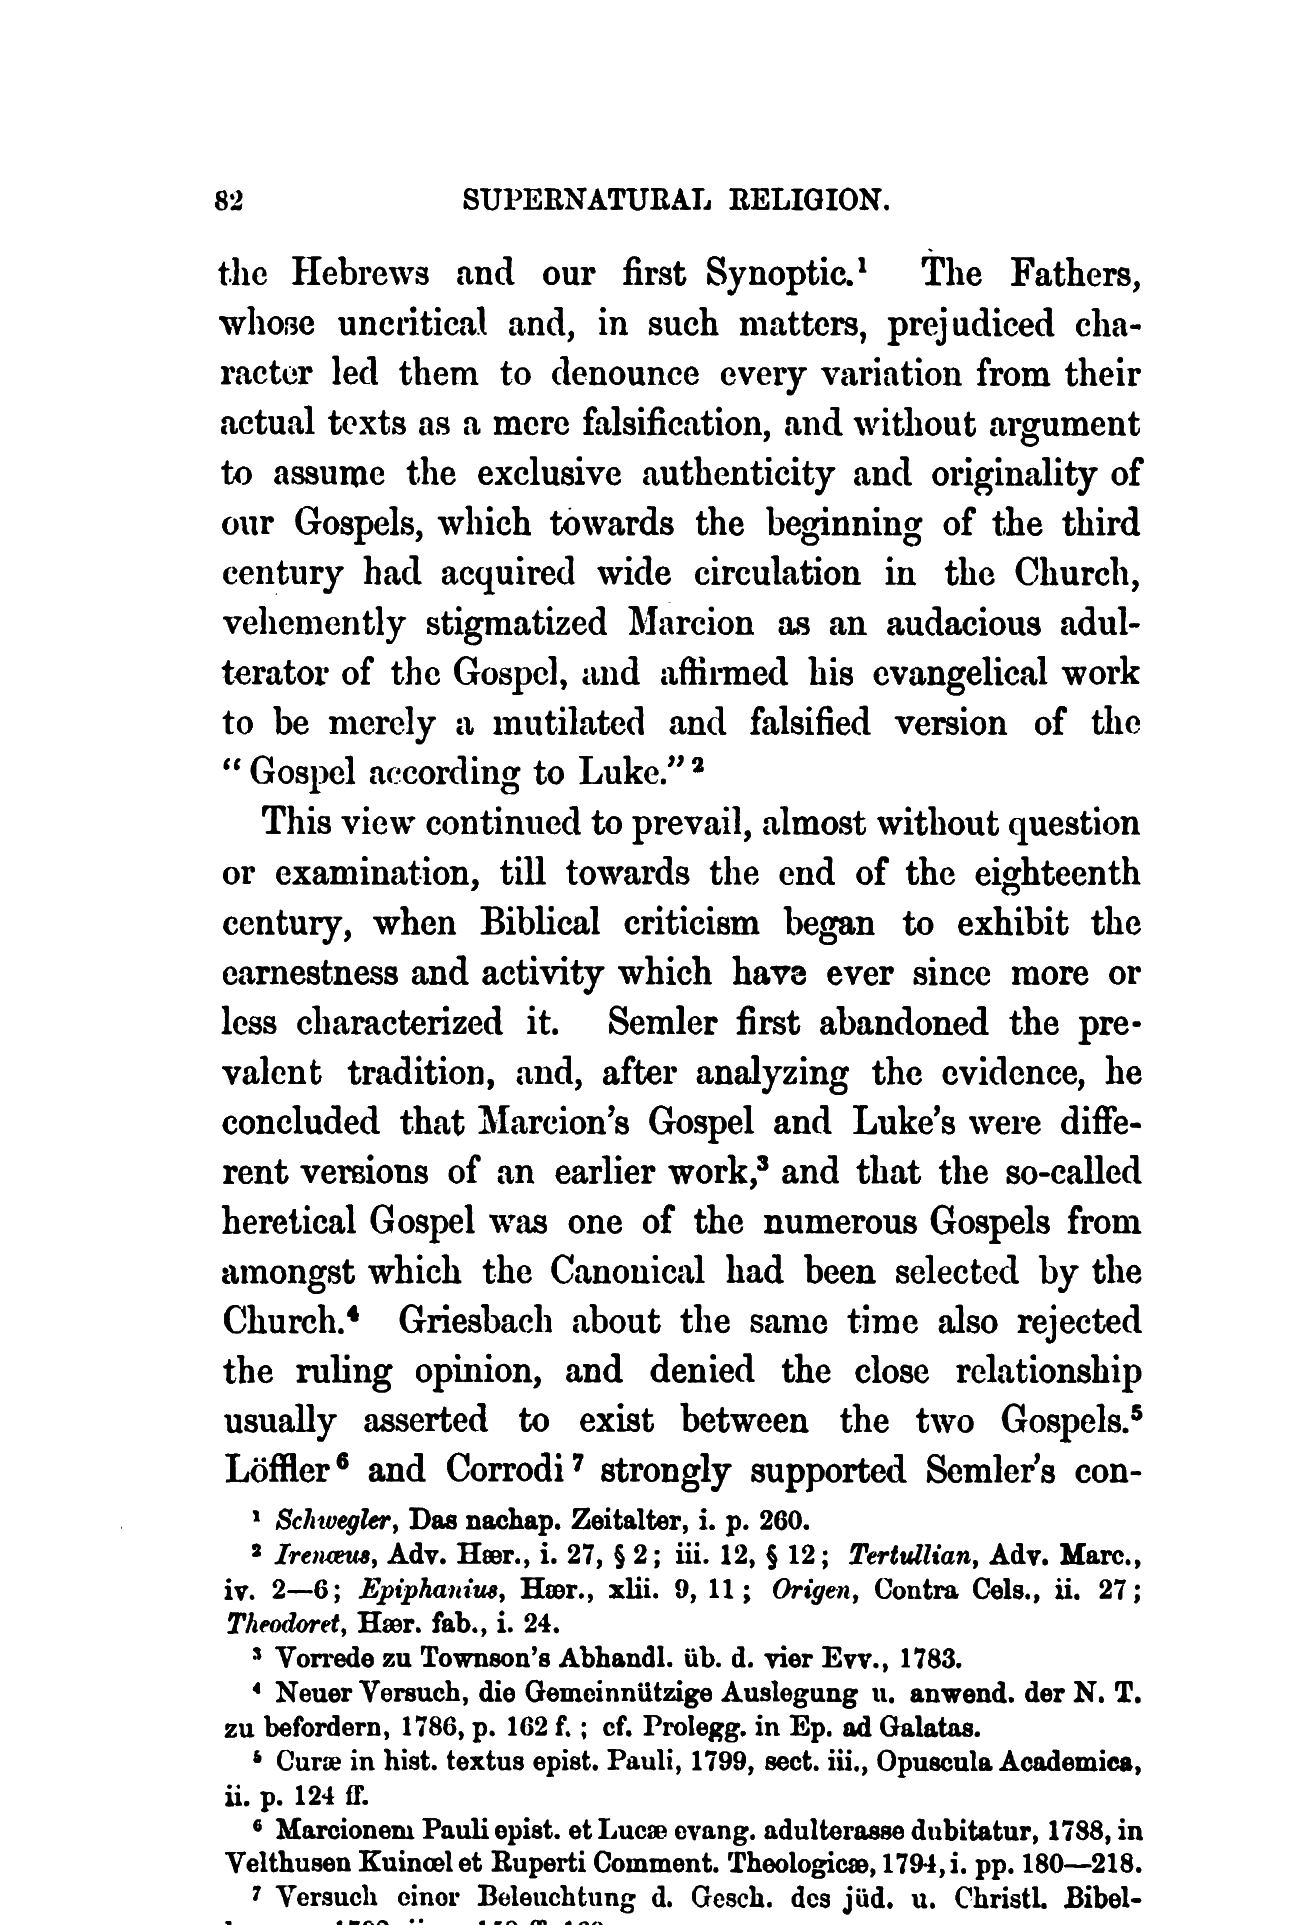 82 SUPERNATURAL RELIGION.
the Hebrews and our first Synoptic.¹ The Fathers,
whose uncritical and, in such matters, prejudiced cha-
racter led them to denounce every variation from their
actual texts as a mere falsification, and without argument
to assume the exclusive authenticity and originality of
our Gospels, which towards the beginning of the third
century had acquired wide circulation in the Church,
vehemently stigmatized Marcion as an audacious adul-
terator of the Gospel, and affirmed his evangelical work
to be merely a mutilated and falsified version of the
“Gospel according to Luke.”²
This view continued to prevail, almost without question
or examination, till towards the end of the eighteenth
century, when Biblical criticism began to exhibit the
earnestness and activity which have ever since more or
less characterized it. Semler first abandoned the pre-
valent tradition, and, after analyzing the evidence, he
concluded that Marcion’s Gospel and Luke’s were diffe-
rent versions of an earlier work,³ and that the so-called
heretical Gospel was one of the numerous Gospels from
amongst which the Canonical had been selected by the
Church.⁴ Griesbach about the same time also rejected
the ruling opinion, and denied the close relationship
usually asserted to exist between the two Gospels.⁵
Löffler⁶ and Corrodi⁷ strongly supported Semler’s con-
¹ Schwegler, Das nachap. Zeitalter, i. p. 260.
² Irenæus, Adv. Hær., i. 27, § 2; iii. 12, § 12; Tertullian, Adv. Marc.,
iv. 2—6; Epiphanius, Hær., xlii. 9, 11; Origen, Contra Cels., ii. 27;
Theodoret, Hær. fab., i. 24.
³ Vorrede zu Townson’s Abhandl. üb. d. vier Evv., 1783.
⁴ Neuer Versuch, die Gemeinnützige Auslegung u. anwend. der N. T.
zu befordern, 1786, p. 162 f.; cf. Prolegg. in Ep. ad Galatas.
⁵ Curæ in hist. textus epist. Pauli, 1799, sect. iii., Opuscula Academica,
ii. p. 124 ff.
⁶ Marcionem Pauli epist. et Lucæ evang. adulterasse dubitatur, 1788, in
Velthusen Kuinœl et Ruperti Comment. Theologicæ, 1794, i. pp. 180—218.
⁷ Versuch einer Beleuchtung d. Gesch. des jüd. u. Christl. Bibel-